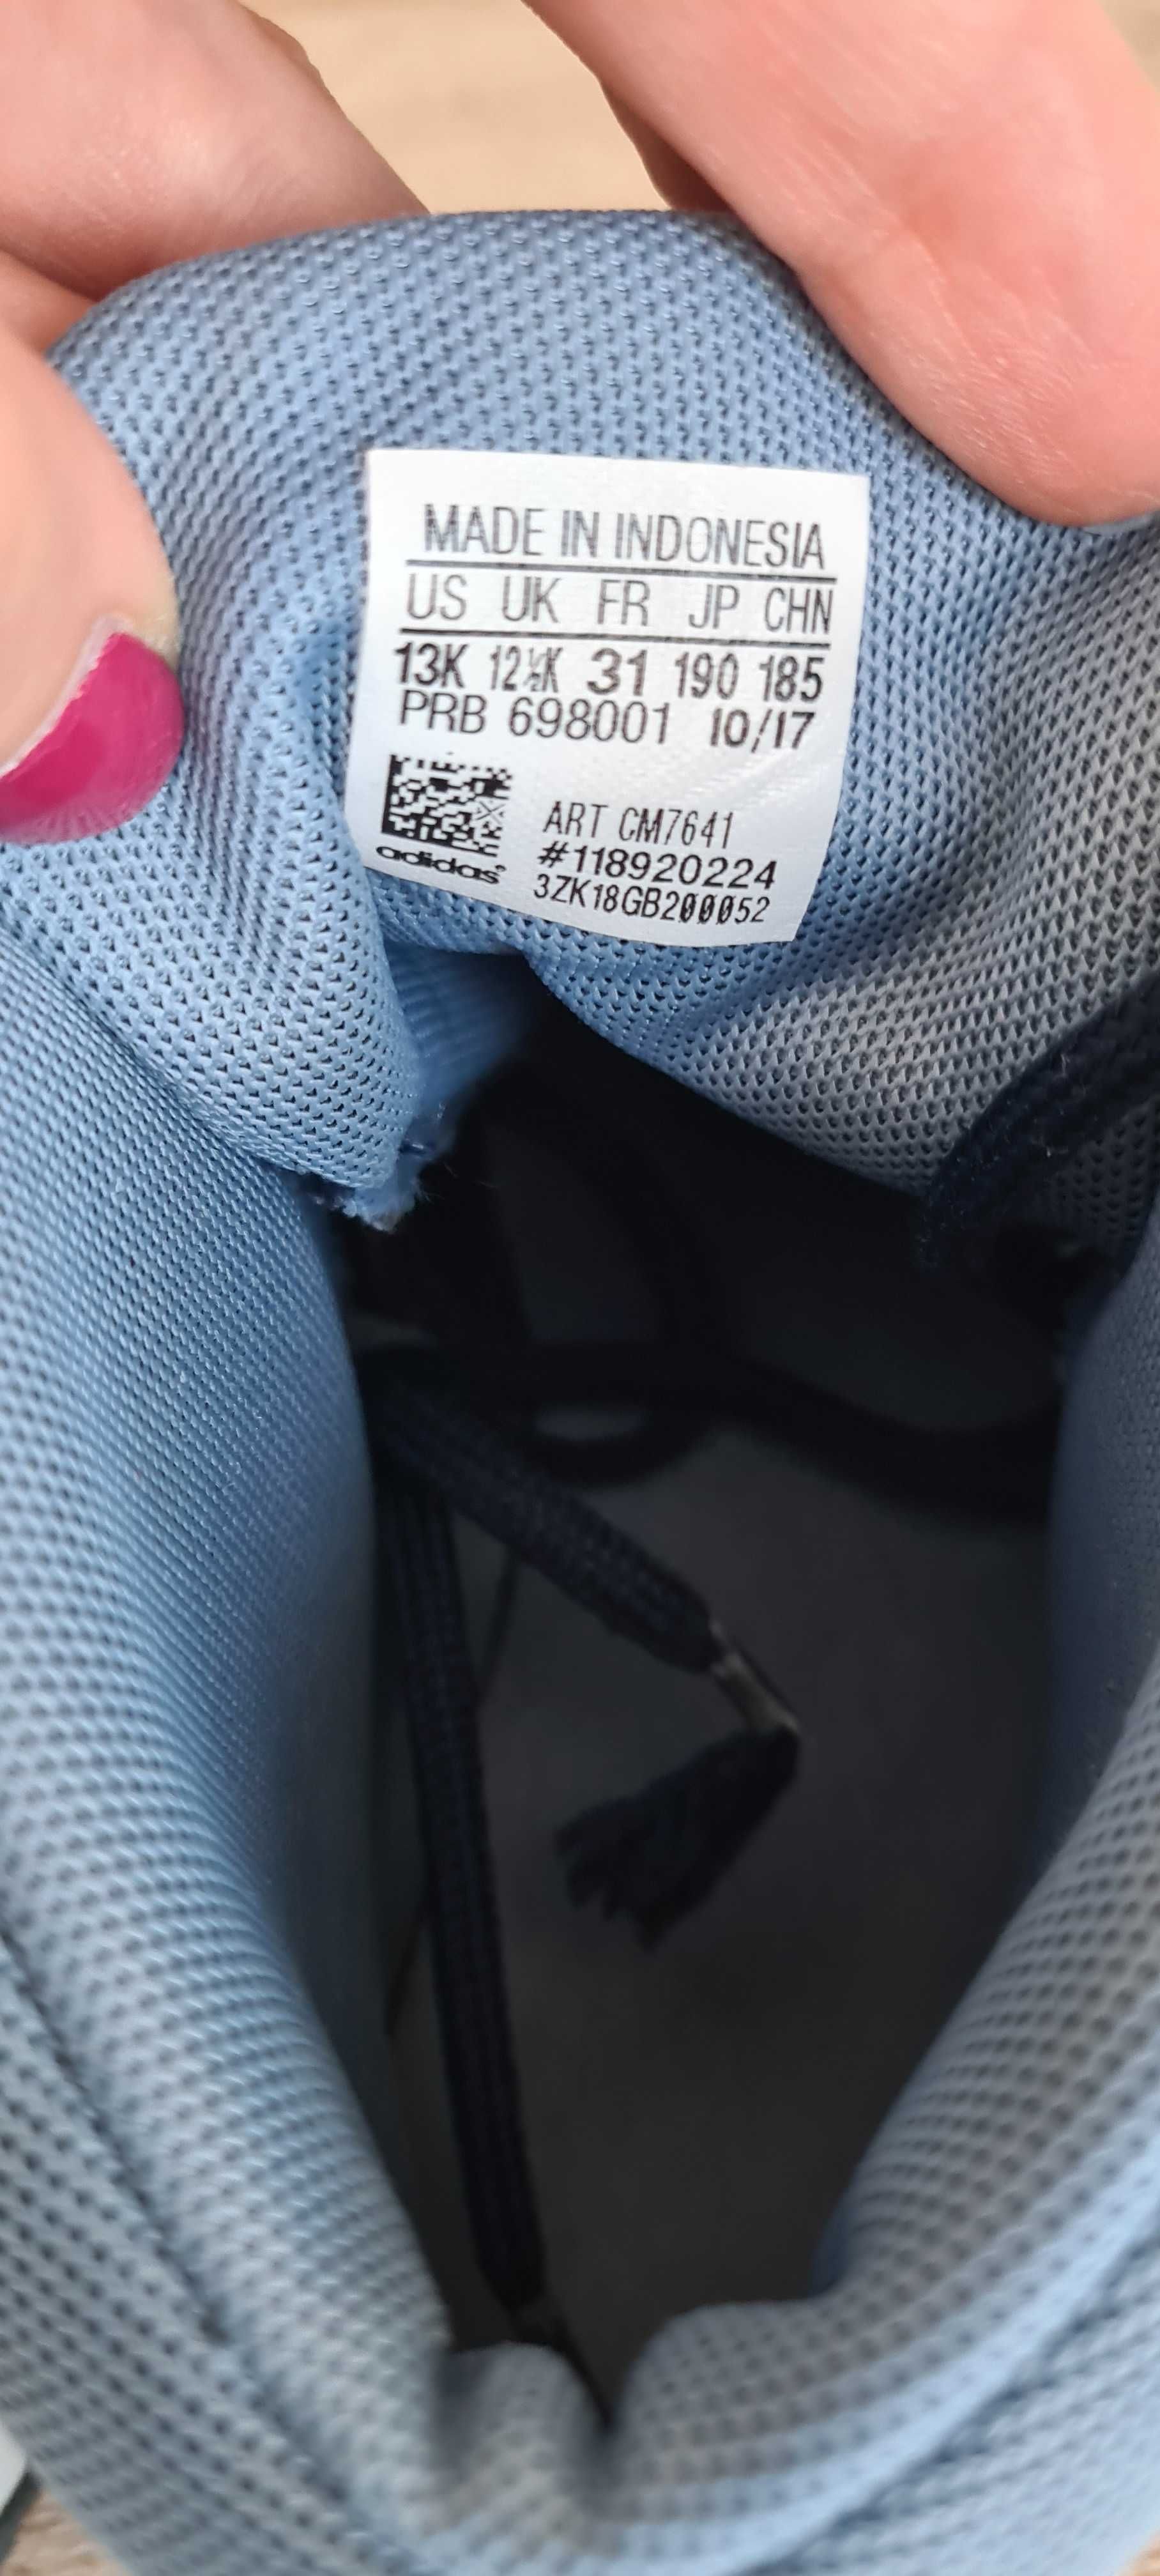 MADE IN INDONESIA
US UK FR JP CHN
13K 12½K 31 190 185
PRB 698001 10/17
ART CM7641
#118920224
adidas
3ZK18GB200052